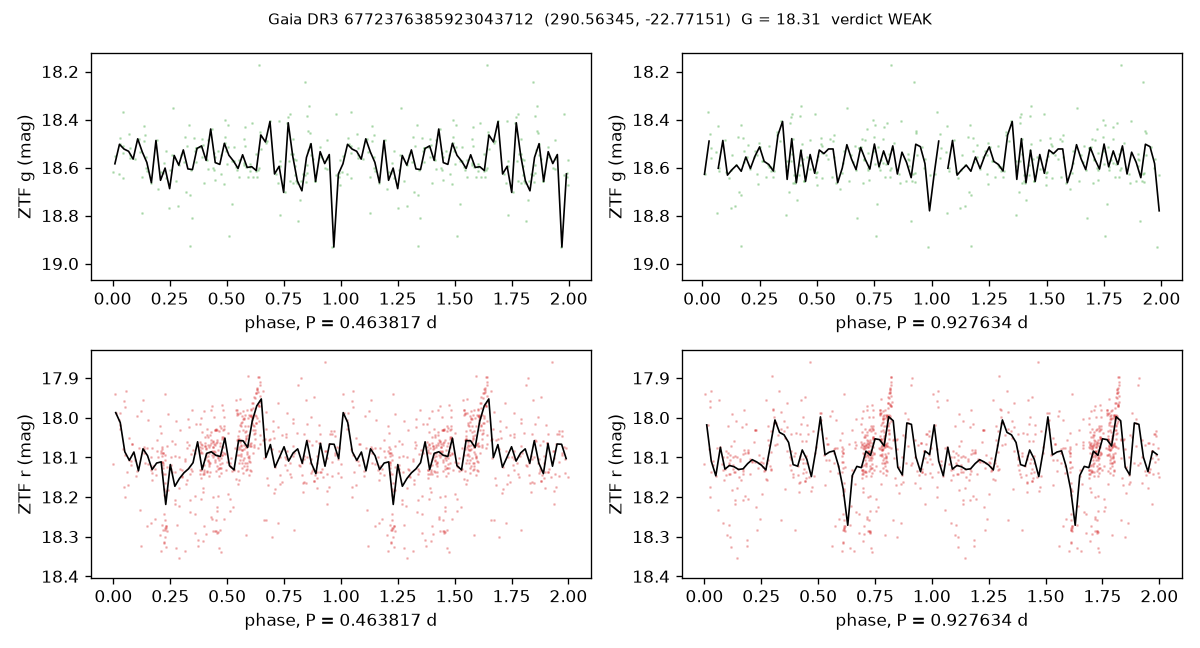 Gaia DR3 6772376385923043712 (290.56345, -22.77151) G = 18.31 verdict WEAK
ZTF g (mag)
18.2
18.4
18.6
18.8
19.0
0.00 0.25 0.50 0.75 1.00 1.25 1.50 1.75 2.00
phase, P = 0.463817 d
ZTF g (mag)
18.2
18.4
18.6
18.8
19.0
0.00 0.25 0.50 0.75 1.00 1.25 1.50 1.75 2.00
phase, P = 0.927634 d
ZTF r (mag)
17.9
18.0
18.1
18.2
18.3
18.4
0.00 0.25 0.50 0.75 1.00 1.25 1.50 1.75 2.00
phase, P = 0.463817 d
ZTF r (mag)
17.9
18.0
18.1
18.2
18.3
18.4
0.00 0.25 0.50 0.75 1.00 1.25 1.50 1.75 2.00
phase, P = 0.927634 d